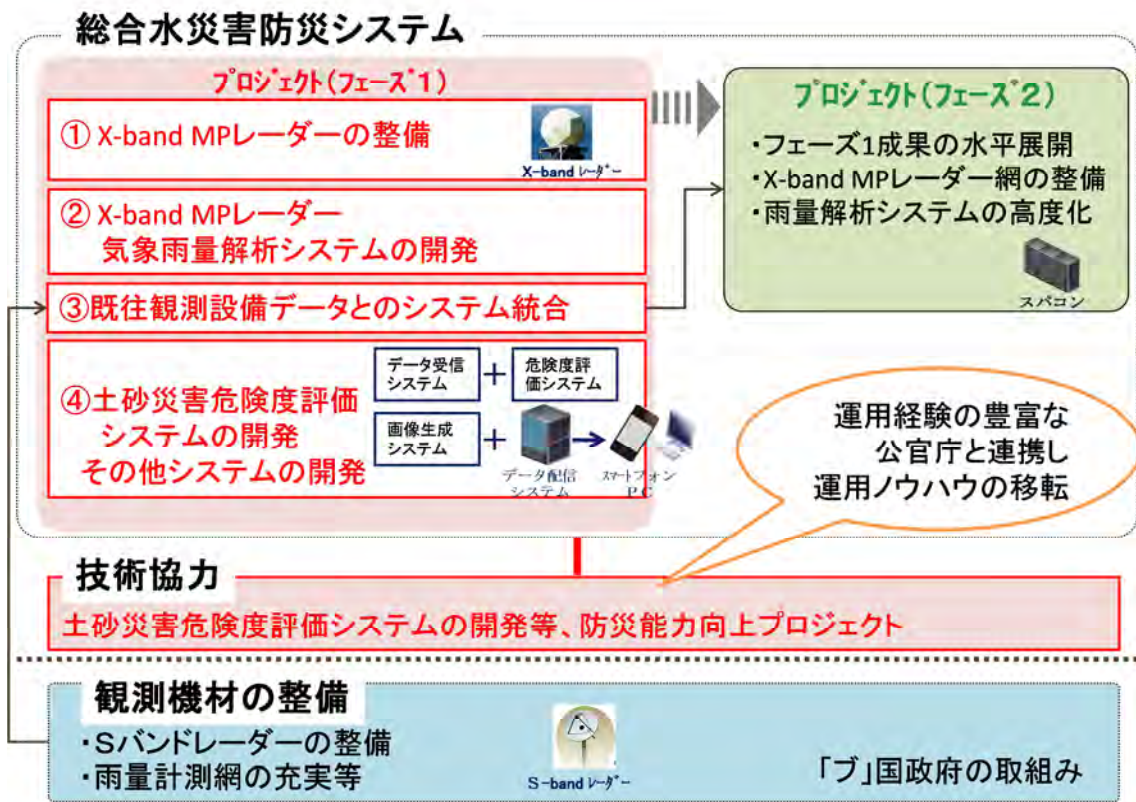 総合水災害防災システム
プロジェクト(フェーズ1)
① X-band MPレーダーの整備
X-band レーダー
② X-band MPレーダー
気象雨量解析システムの開発
③既往観測設備データとのシステム統合
④土砂災害危険度評価
システムの開発
その他システムの開発
データ受信
システム
+
危険度評
価システム
画像生成
システム
+
データ配信
システム
スマートフォン
PC
プロジェクト(フェーズ2)
・フェーズ1成果の水平展開
・X-band MPレーダー網の整備
・雨量解析システムの高度化
スパコン
運用経験の豊富な
公官庁と連携し
運用ノウハウの移転
技術協力
土砂災害危険度評価システムの開発等、防災能力向上プロジェクト
観測機材の整備
・Sバンドレーダーの整備
・雨量計測網の充実等
S-band レーダー
「ブ」国政府の取組み